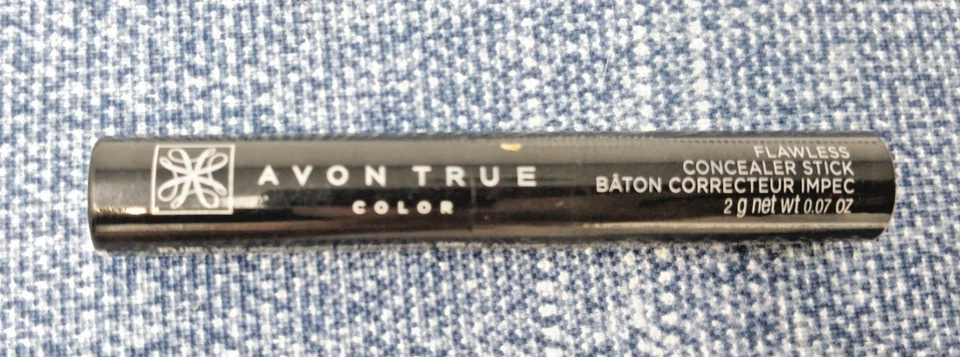 AVON TRUE
COLOR
FLAWLESS
CONCEALER STICK
BÂTON CORRECTEUR IMPEC
2 g net wt 0.07 OZ